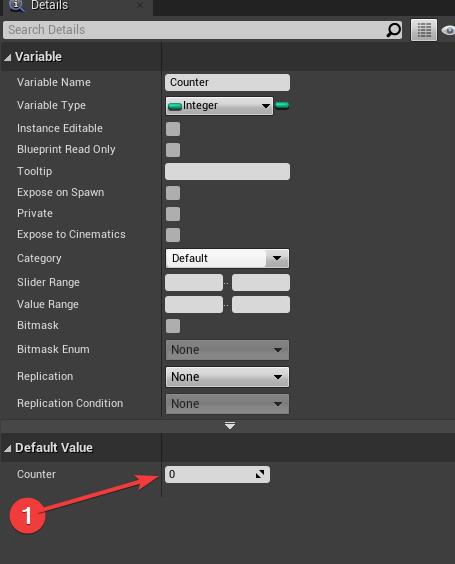 Details
Search Details
Variable
Variable Name Counter
Variable Type Integer
Instance Editable
Blueprint Read Only
Tooltip
Expose on Spawn
Private
Expose to Cinematics
Category Default
Slider Range ..
Value Range ..
Bitmask
Bitmask Enum None
Replication None
Replication Condition None
Default Value
Counter 0
1